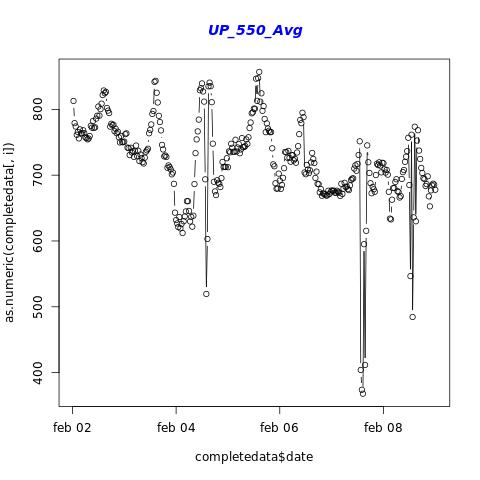 UP_550_Avg
as.numeric(completedata[, i])
800
700
600
500
400
feb 02
feb 04
feb 06
feb 08
completedata$date